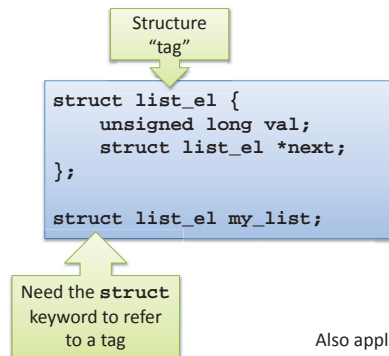 Structure
“tag”
struct list_el {
    unsigned long val;
    struct list_el *next;
};
struct list_el my_list;
Need the struct
keyword to refer
to a tag
Also appl